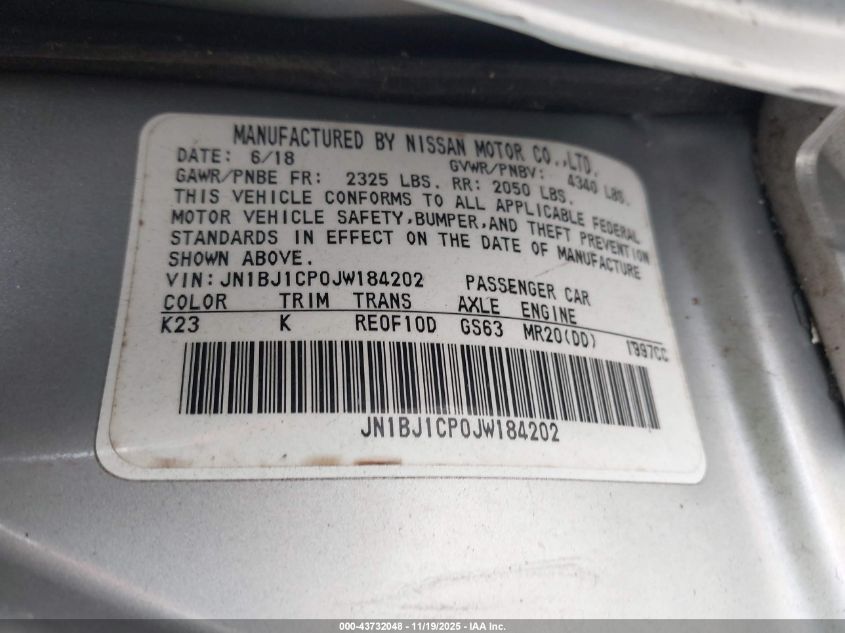 MANUFACTURED BY NISSAN MOTOR CO.,LTD.
DATE: 6/18 GVWR/PNBV: 4340 LBS.
GAWR/PNBE FR: 2325 LBS. RR: 2050 LBS.
THIS VEHICLE CONFORMS TO ALL APPLICABLE FEDERAL
MOTOR VEHICLE SAFETY,BUMPER,AND THEFT PREVENTION
STANDARDS IN EFFECT ON THE DATE OF MANUFACTURE
SHOWN ABOVE.
VIN:JN1BJ1CP0JW184202 PASSENGER CAR
COLOR TRIM TRANS AXLE ENGINE
K23 K RE0F10D GS63 MR20(DD) 1997CC
JN1BJ1CP0JW184202
000-43732048 - 11/19/2025 - IAA Inc.